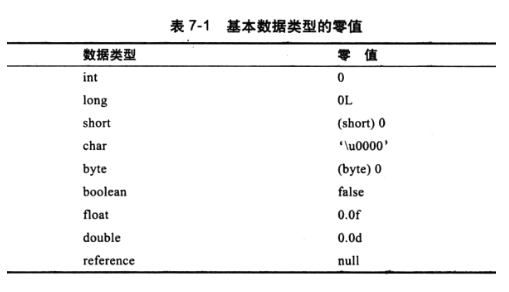 表 7-1 基本数据类型的零值
数据类型 零 值
int 0
long 0L
short (short) 0
char ‘\u0000’
byte (byte) 0
boolean false
float 0.0f
double 0.0d
reference null